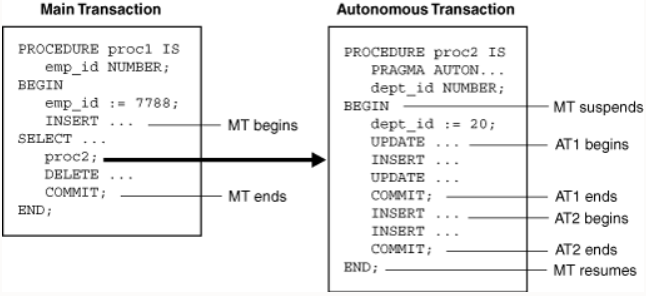 Main Transaction
PROCEDURE proc1 IS
emp_id NUMBER;
BEGIN
emp_id := 7788;
INSERT ...
MT begins
SELECT ...
proc2;
DELETE ...
COMMIT;
MT ends
END;
Autonomous Transaction
PROCEDURE proc2 IS
PRAGMA AUTON...
dept_id NUMBER;
BEGIN
MT suspends
dept_id := 20;
UPDATE ...
AT1 begins
INSERT ...
UPDATE ...
COMMIT;
AT1 ends
INSERT ...
AT2 begins
INSERT ...
COMMIT;
AT2 ends
END;
MT resumes